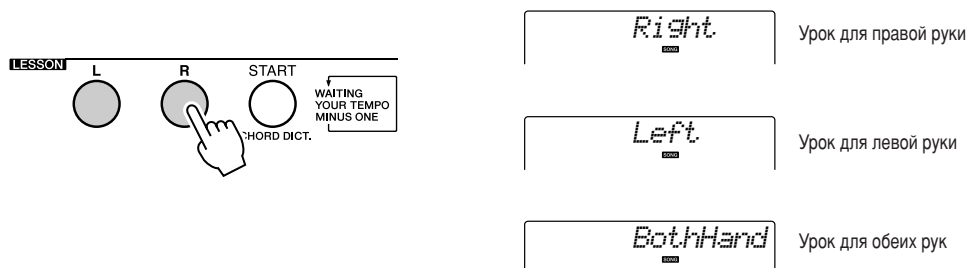 LESSON
L R START
WAITING
YOUR TEMPO
MINUS ONE
CHORD DICT.
Right
SONG
Урок для правой руки
Left
SONG
Урок для левой руки
BothHand
SONG
Урок для обеих рук